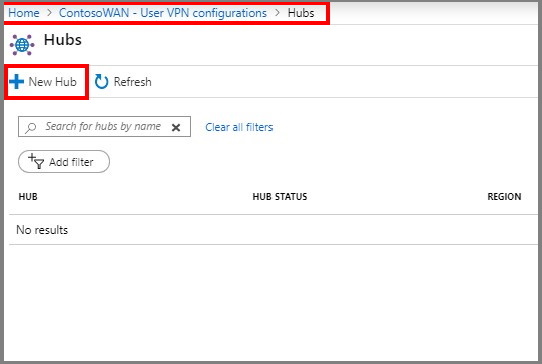 Home > ContosoWAN - User VPN configurations > Hubs
Hubs
New Hub Refresh
Search for hubs by name Clear all filters
Add filter
HUB HUB STATUS REGION
No results